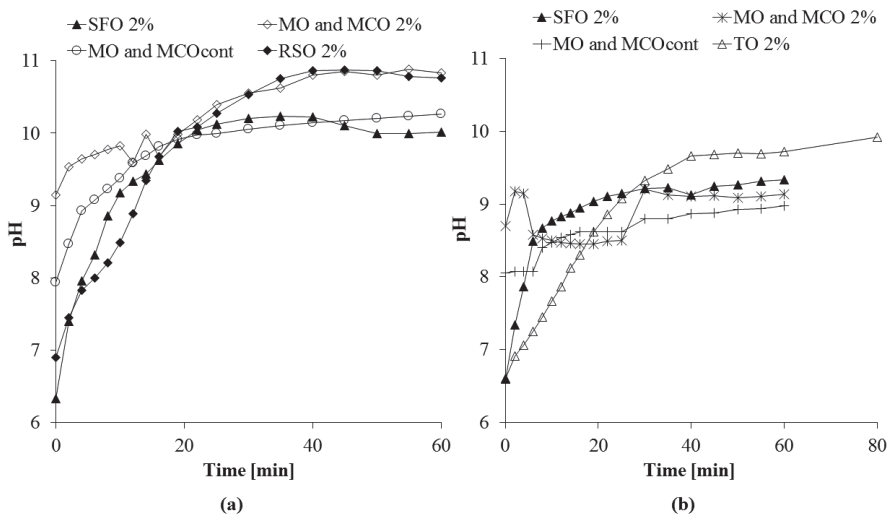 SFO 2%
MO and MCO 2%
MO and MCOcont
RSO 2%
11
10
9
8
7
6
pH
0
20
40
60
Time [min]
(a)
SFO 2%
MO and MCO 2%
MO and MCOcont
TO 2%
11
10
9
8
7
6
pH
0
20
40
60
80
Time [min]
(b)